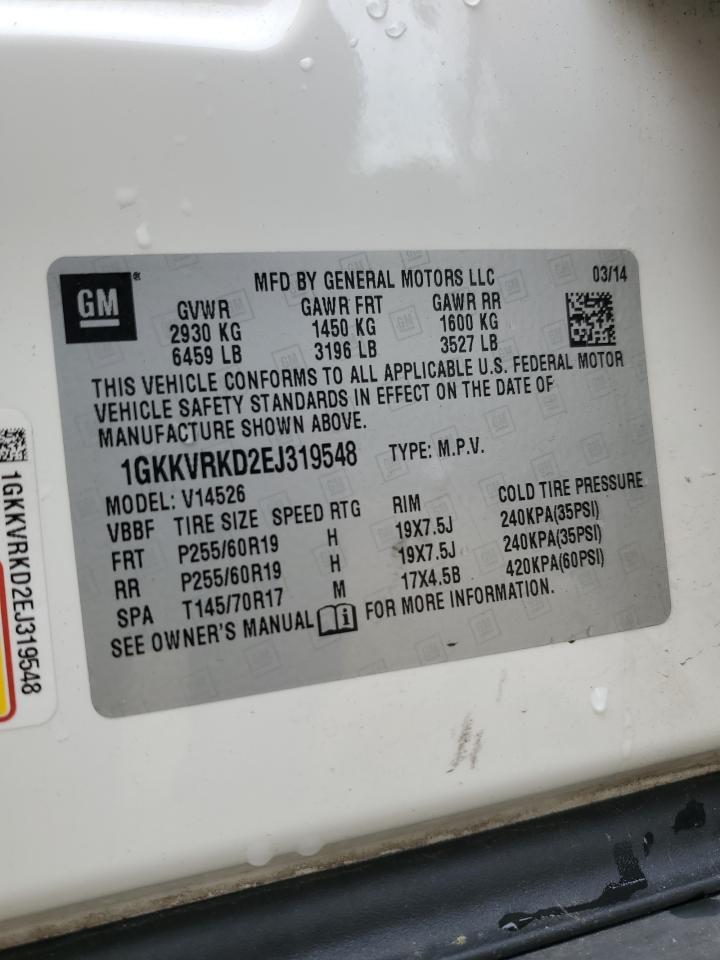 GM
®
MFD BY GENERAL MOTORS LLC
03/14
GVWR GAWR FRT GAWR RR
2930 KG 1450 KG 1600 KG
6459 LB 3196 LB 3527 LB
THIS VEHICLE CONFORMS TO ALL APPLICABLE U.S. FEDERAL MOTOR
VEHICLE SAFETY STANDARDS IN EFFECT ON THE DATE OF
MANUFACTURE SHOWN ABOVE.
1GKKVRKD2EJ319548 TYPE: M.P.V.
MODEL: V14526
VBBF TIRE SIZE SPEED RTG RIM COLD TIRE PRESSURE
FRT P255/60R19 H 19X7.5J 240KPA(35PSI)
RR P255/60R19 H 19X7.5J 240KPA(35PSI)
SPA T145/70R17 M 17X4.5B 420KPA(60PSI)
SEE OWNER'S MANUAL i FOR MORE INFORMATION.
1GKKVRKD2EJ319548